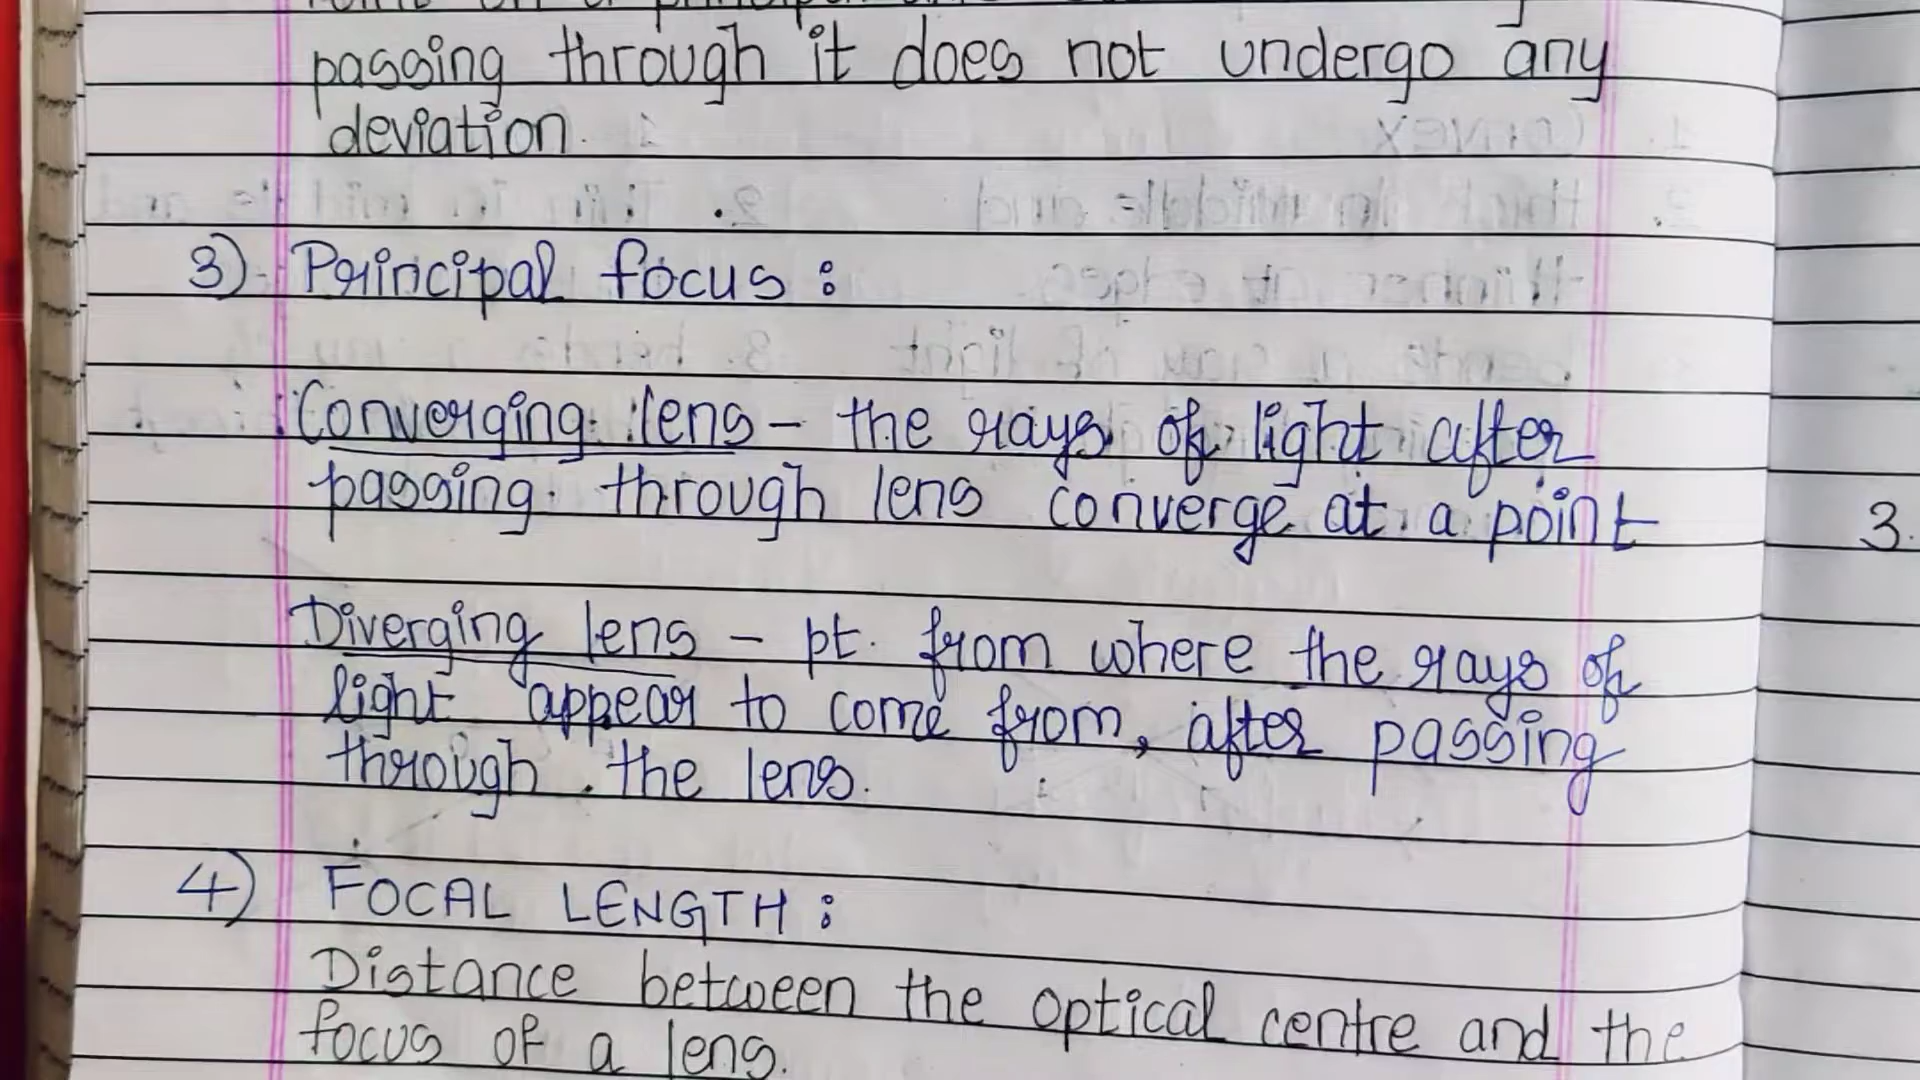 passing through it does not undergo any
deviation.
3) Principal focus :
Converging lens - the rays of light after
passing through lens converge at a point
3.
Diverging lens - pt. from where the rays of
light appear to come from, after passing
through the lens.
4) FOCAL LENGTH :
Distance between the optical centre and the
focus of a lens.